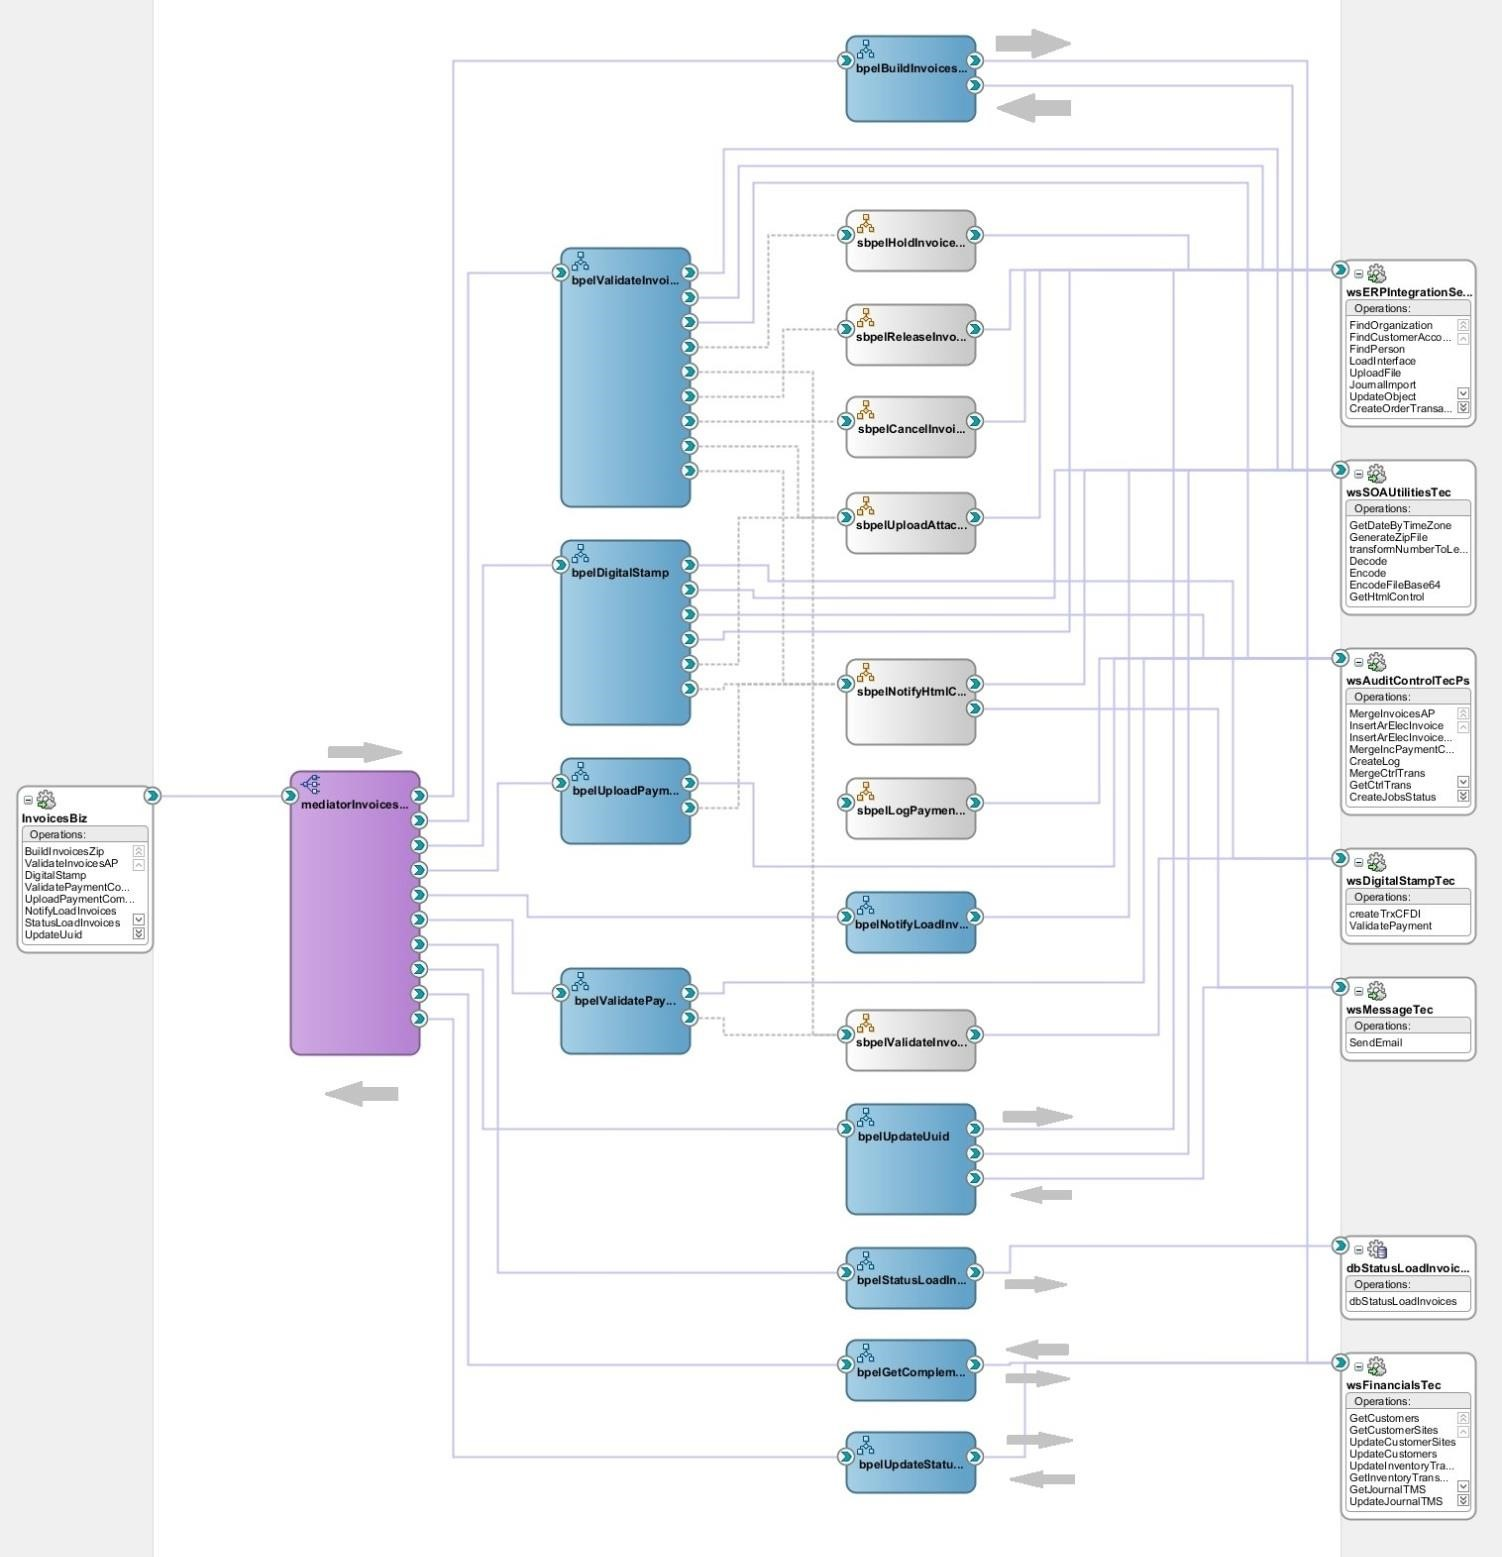 InvoicesBiz
Operations:
BuildInvoicesZip
ValidateInvoicesAP
DigitalStamp
ValidatePaymentCo...
UploadPaymentCom...
NotifyLoadInvoices
StatusLoadInvoices
UpdateUuid
mediatorInvoices...
bpelValidateInvoi...
bpelDigitalStamp
bpelUploadPaym...
bpelValidatePay...
bpelBuildInvoices...
sbpelHoldInvoice...
sbpelReleaseInvo...
sbpelCancelInvoi...
sbpelUploadAttac...
sbpelNotifyHtmlC...
sbpelLogPaymen...
bpelNotifyLoadInv...
sbpelValidateInvo...
bpelUpdateUuid
bpelStatusLoadIn...
bpelGetComplem...
bpelUpdateStatu...
wsERPIntegrationSe...
Operations:
FindOrganization
FindCustomerAcco...
FindPerson
LoadInterface
UploadFile
JournalImport
UpdateObject
CreateOrderTransa...
wsSOAUtilitiesTec
Operations:
GetDateByTimeZone
GenerateZipFile
transformNumberToLe...
Decode
Encode
EncodeFileBase64
GetHtmlControl
wsAuditControlTecPs
Operations:
MergeInvoicesAP
InsertArElecInvoice
InsertArElecInvoice...
MergeIncPaymentC...
CreateLog
MergeCtrlTrans
GetCtrlTrans
CreateJobsStatus
wsDigitalStampTec
Operations:
createTrxCFDI
ValidatePayment
wsMessageTec
Operations:
SendEmail
dbStatusLoadInvoic...
Operations:
dbStatusLoadInvoices
wsFinancialsTec
Operations:
GetCustomers
GetCustomerSites
UpdateCustomerSites
UpdateCustomers
UpdateInventoryTra...
GetInventoryTrans...
GetJournalTMS
UpdateJournalTMS